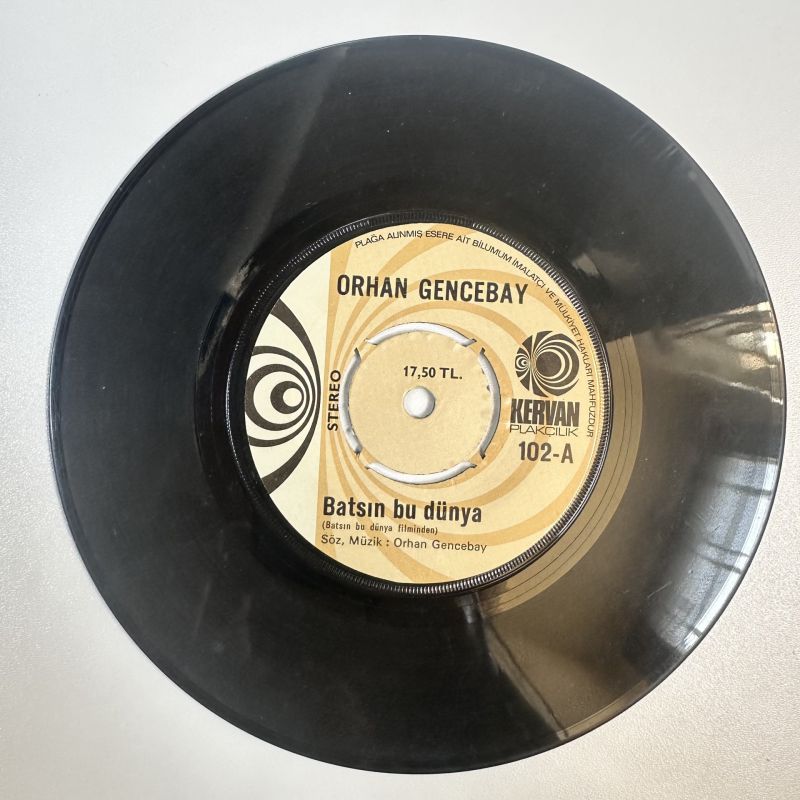 PLAĞA ALINMIŞ ESERE AİT BİLUMUM İMALATÇI VE MÜLKİYET HAKLARI MAHFUZDUR
ORHAN GENCEBAY
17,50 TL.
STEREO
KERVAN
PLAKÇILIK
102-A
Batsın bu dünya
(Batsın bu dünya filminden)
Söz, Müzik : Orhan Gencebay